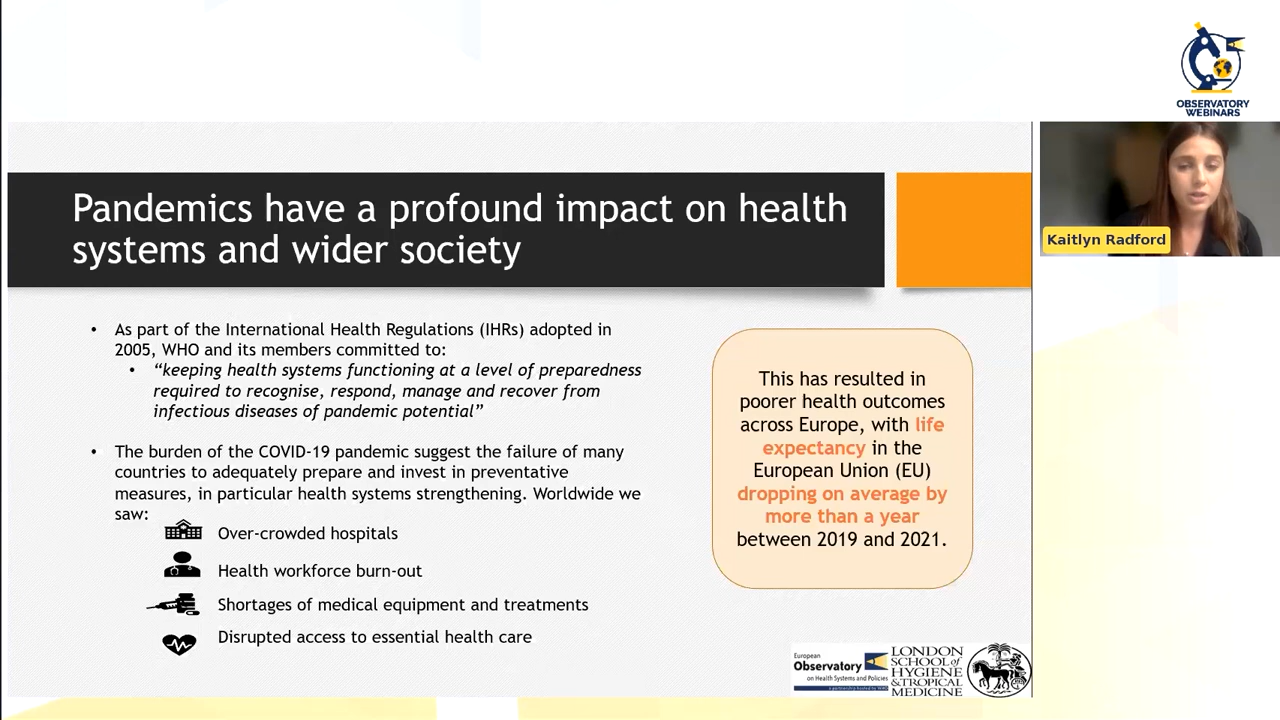 OBSERVATORY
WEBINARS
Kaitlyn Radford
Pandemics have a profound impact on health
systems and wider society
• As part of the International Health Regulations (IHRs) adopted in
2005, WHO and its members committed to:
• “keeping health systems functioning at a level of preparedness
required to recognise, respond, manage and recover from
infectious diseases of pandemic potential”
• The burden of the COVID-19 pandemic suggest the failure of many
countries to adequately prepare and invest in preventative
measures, in particular health systems strengthening. Worldwide we
saw:
Over-crowded hospitals
Health workforce burn-out
Shortages of medical equipment and treatments
Disrupted access to essential health care
This has resulted in
poorer health outcomes
across Europe, with life
expectancy in the
European Union (EU)
dropping on average by
more than a year
between 2019 and 2021.
European
Observatory
on Health Systems and Policies
a partnership hosted by WHO
LONDON
SCHOOL of
HYGIENE
& TROPICAL
MEDICINE